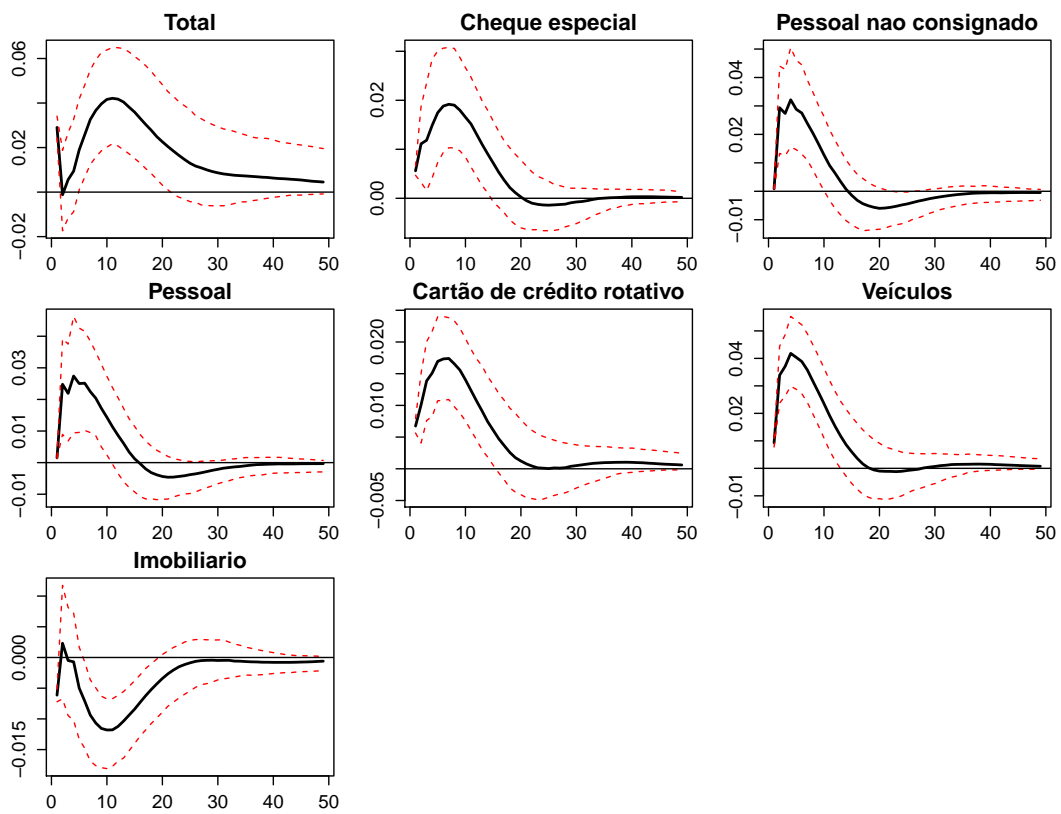 Total
0.06
0.02
−0.02
0 10 20 30 40 50
Cheque especial
0.02
0.00
0 10 20 30 40 50
Pessoal nao consignado
0.04
0.02
−0.01
0 10 20 30 40 50
Pessoal
0.03
0.01
−0.01
0 10 20 30 40 50
Cartão de crédito rotativo
0.020
0.010
−0.005
0 10 20 30 40 50
Veículos
0.04
0.02
−0.01
0 10 20 30 40 50
Imobiliario
0.000
−0.015
0 10 20 30 40 50